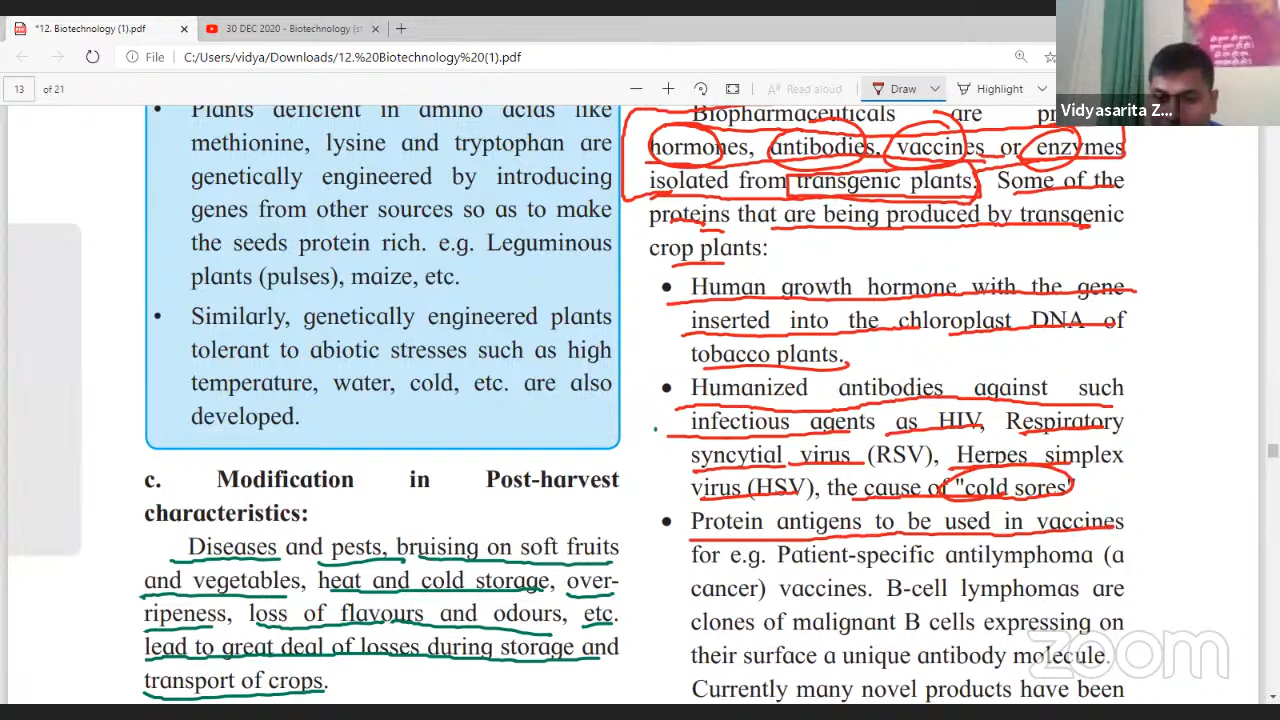 *12. Biotechnology (1).pdf
30 DEC 2020 - Biotechnology (st
File
C:/Users/vidya/Downloads/12.%20Biotechnology%20(1).pdf
13
of 21
Read aloud
Draw
Highlight
Vidyasarita Z...
Plants deficient in amino acids like
methionine, lysine and tryptophan are
genetically engineered by introducing
genes from other sources so as to make
the seeds protein rich. e.g. Leguminous
plants (pulses), maize, etc.
• Similarly, genetically engineered plants
tolerant to abiotic stresses such as high
temperature, water, cold, etc. are also
developed.
c. Modification in Post-harvest
characteristics:
Diseases and pests, bruising on soft fruits
and vegetables, heat and cold storage, over-
ripeness, loss of flavours and odours, etc.
lead to great deal of losses during storage and
transport of crops.
Biopharmaceuticals are
hormones, antibodies, vaccines or enzymes
isolated from transgenic plants. Some of the
proteins that are being produced by transgenic
crop plants:
• Human growth hormone with the gene
inserted into the chloroplast DNA of
tobacco plants.
• Humanized antibodies against such
infectious agents as HIV, Respiratory
syncytial virus (RSV), Herpes simplex
virus (HSV), the cause of "cold sores"
• Protein antigens to be used in vaccines
for e.g. Patient-specific antilymphoma (a
cancer) vaccines. B-cell lymphomas are
clones of malignant B cells expressing on
their surface a unique antibody molecule.
Currently many novel products have been
zoom